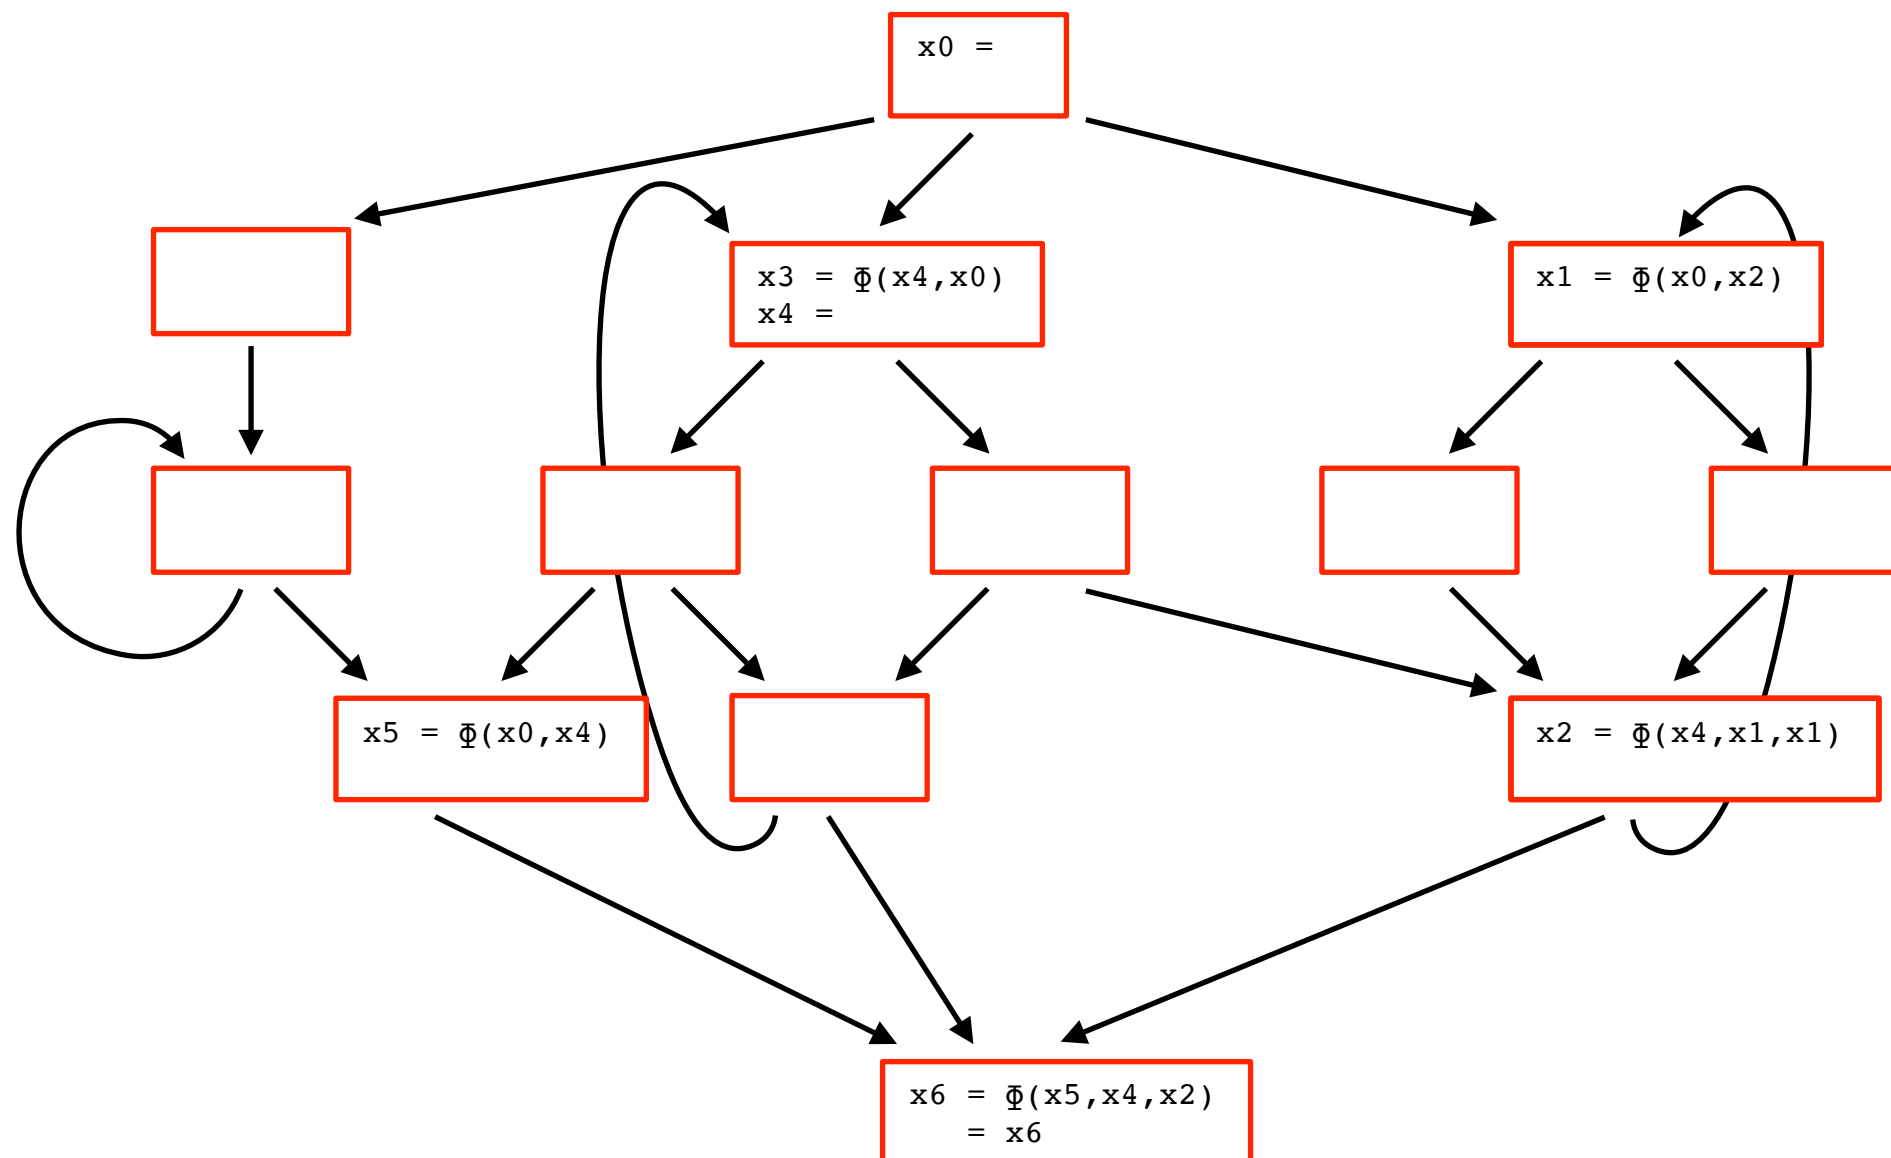 x0 =
x3 = Φ(x4,x0)
x4 =
x1 = Φ(x0,x2)
x5 = Φ(x0,x4)
x2 = Φ(x4,x1,x1)
x6 = Φ(x5,x4,x2)
= x6